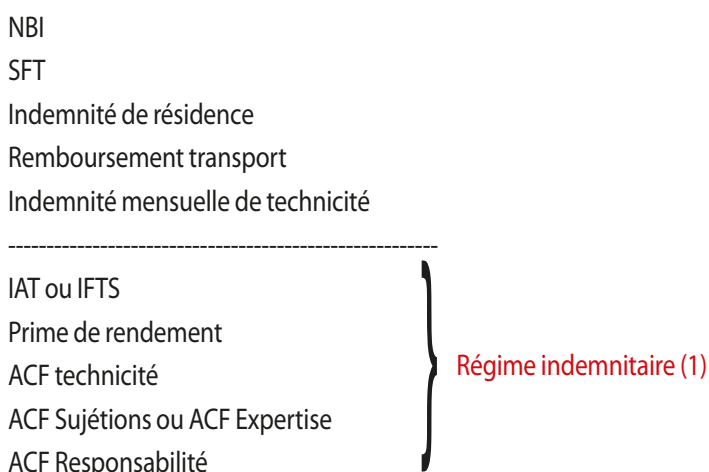 NBI
SFT
Indemnité de résidence
Remboursement transport
Indemnité mensuelle de technicité
--------------------------------------------------------
IAT ou IFTS
Prime de rendement
ACF technicité
Régime indemnitaire (1)
ACF Sujétions ou ACF Expertise
ACF Responsabilité